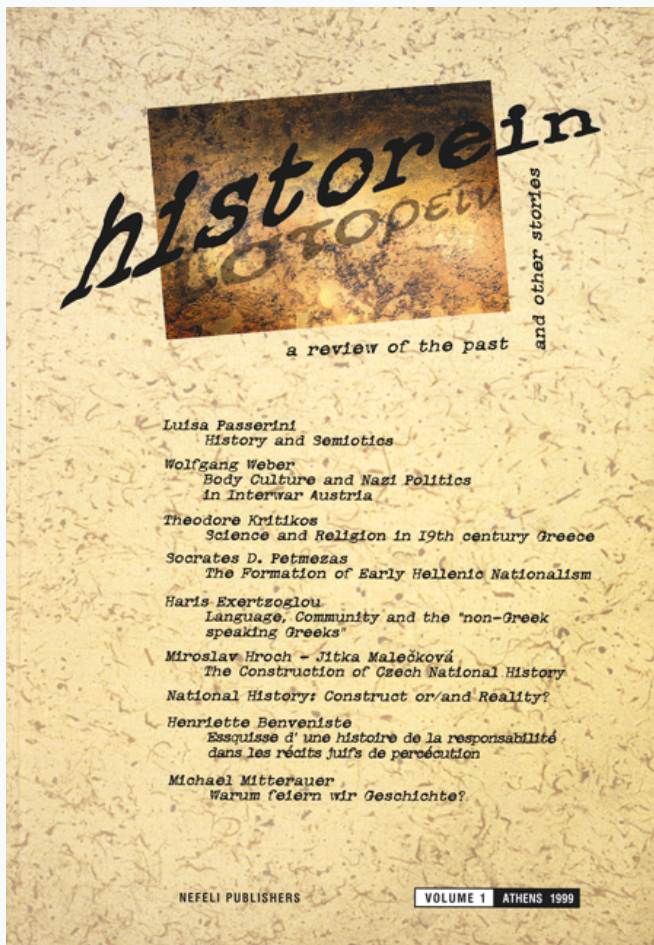 historein
ἱστορεῖν
a review of the past
and other stories
Luisa Passerini
History and Semiotics
Wolfgang Weber
Body Culture and Nazi Politics
in Interwar Austria
Theodore Kritikos
Science and Religion in 19th century Greece
Socrates D. Petmezas
The Formation of Early Hellenic Nationalism
Haris Exertzoglou
Language, Community and the "non-Greek
speaking Greeks"
Miroslav Hroch - Jitka Malečková
The Construction of Czech National History
National History: Construct or/and Reality?
Henriette Benveniste
Essquisse d' une histoire de la responsabilité
dans les récits juifs de percécution
Michael Mitterauer
Warum feiern wir Geschichte?
NEFELI PUBLISHERS
VOLUME 1 ATHENS 1999